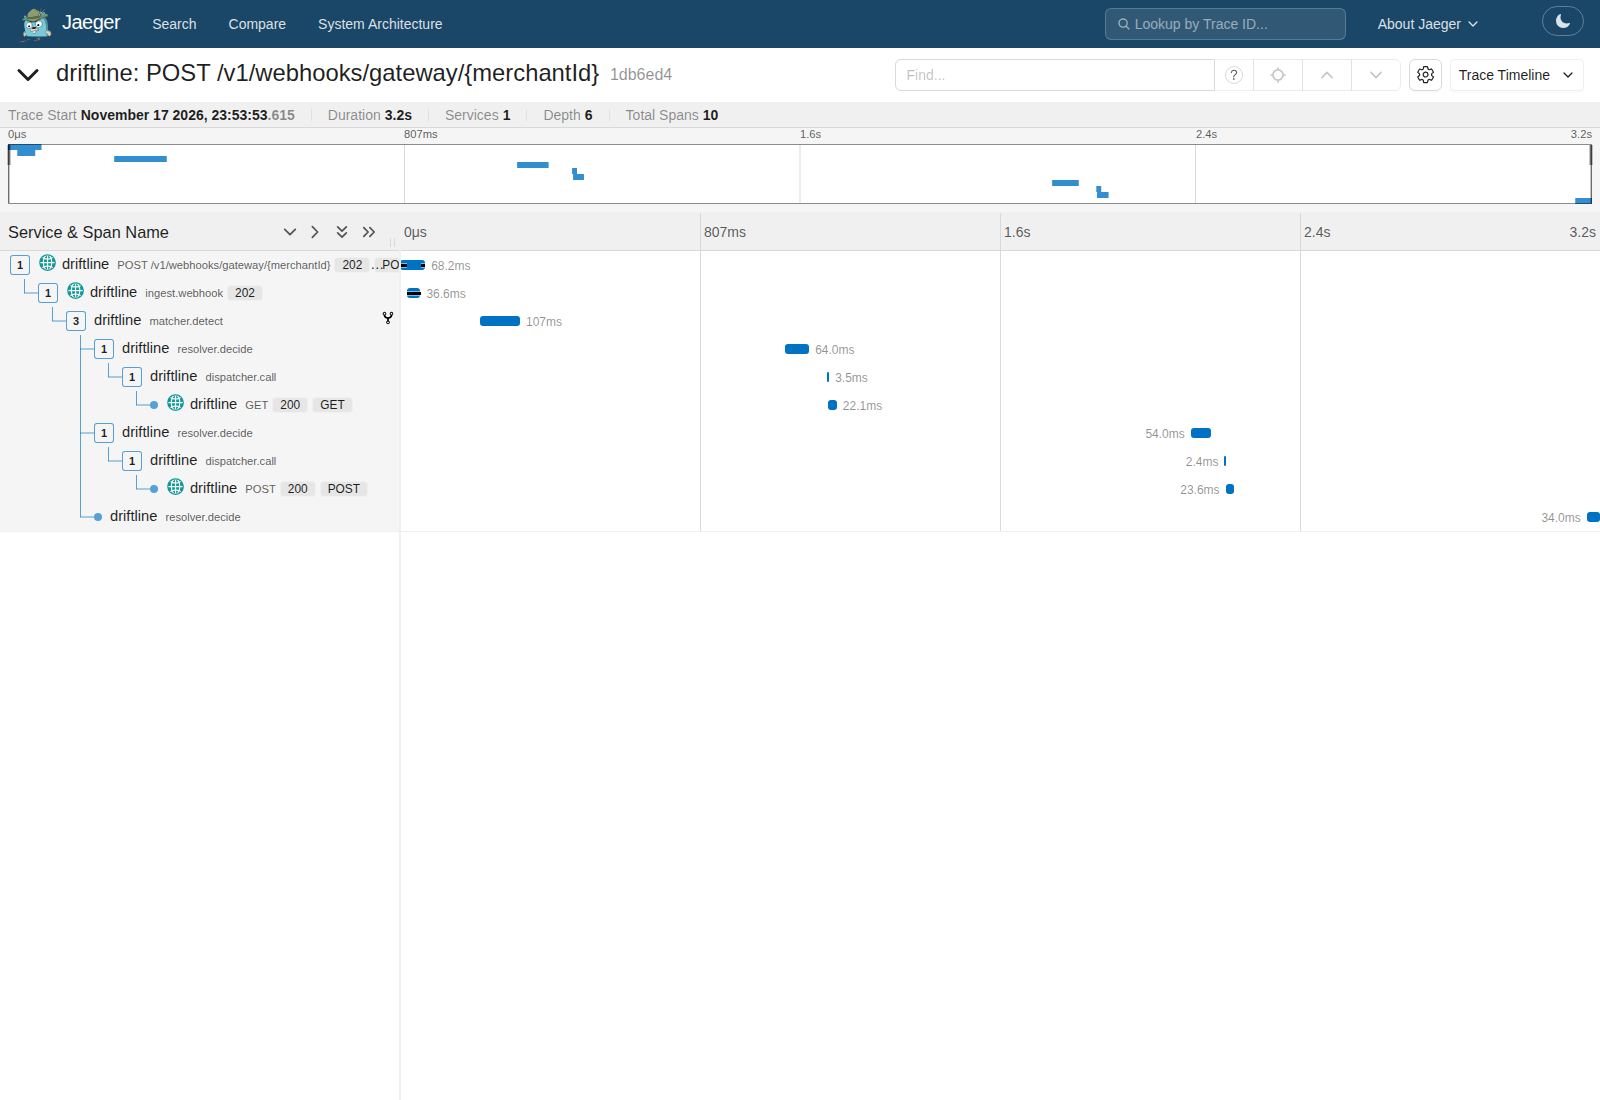 Jaeger Search Compare System Architecture Lookup by Trace ID... About Jaeger
driftline: POST /v1/webhooks/gateway/{merchantId} 1db6ed4 Find... ? Trace Timeline
Trace Start November 17 2026, 23:53:53.615 Duration 3.2s Services 1 Depth 6 Total Spans 10
0μs 807ms 1.6s 2.4s 3.2s
Service & Span Name 0μs 807ms 1.6s 2.4s 3.2s
1 driftline POST /v1/webhooks/gateway/{merchantId} 202 ...PO 68.2ms
1 driftline ingest.webhook 202 36.6ms
3 driftline matcher.detect 107ms
1 driftline resolver.decide 64.0ms
1 driftline dispatcher.call 3.5ms
driftline GET 200 GET 22.1ms
1 driftline resolver.decide 54.0ms
1 driftline dispatcher.call 2.4ms
driftline POST 200 POST 23.6ms
driftline resolver.decide 34.0ms